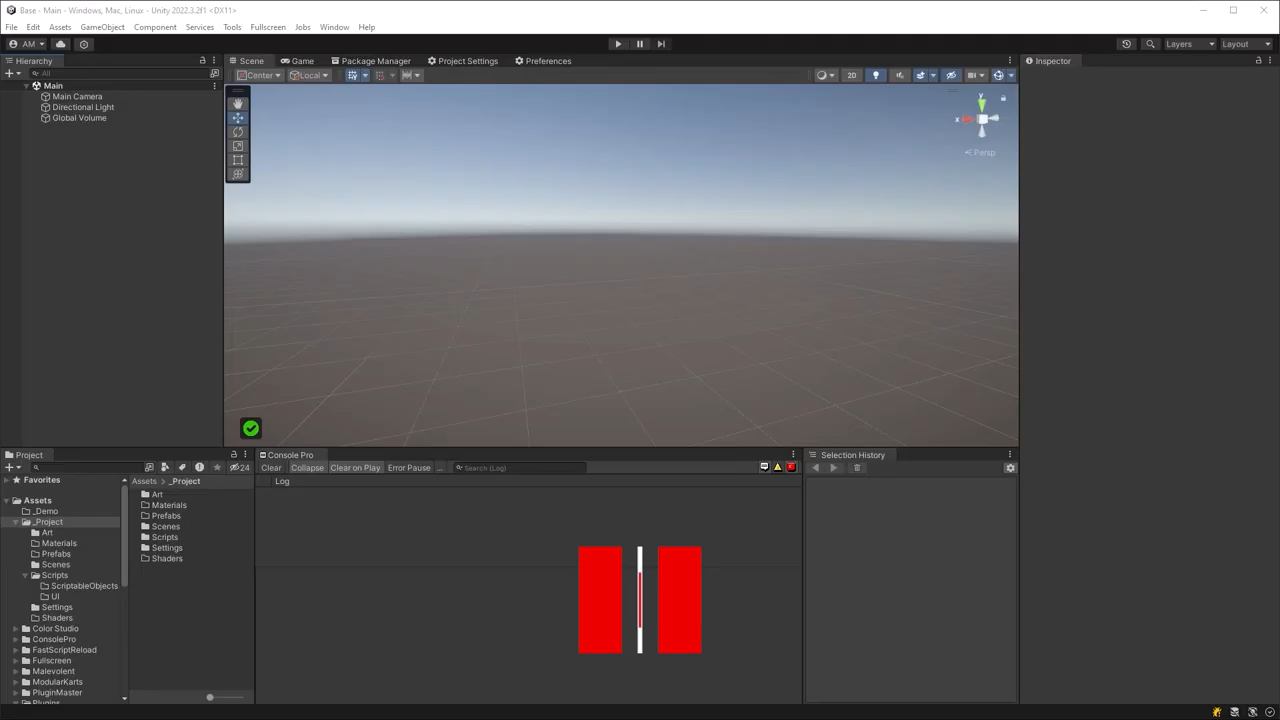 Base - Main - Windows, Mac, Linux - Unity 2022.3.2f1 <DX11>
File Edit Assets GameObject Component Services Tools Fullscreen Jobs Window Help
AM Layers Layout
Hierarchy Scene Game Package Manager Project Settings Preferences Inspector
All Center Local 2D
Main
Main Camera
Directional Light
Global Volume
y
x
Persp
Project Console Pro Selection History
24 Clear Collapse Clear on Play Error Pause ... Search (Log)
Favorites Assets > _Project Log
Assets
_Demo
_Project
Art
Materials
Prefabs
Scenes
Scripts
ScriptableObjects
UI
Settings
Shaders
Color Studio
ConsolePro
FastScriptReload
Fullscreen
Malevolent
ModularKarts
PluginMaster
Plugins
Art
Materials
Prefabs
Scenes
Scripts
Settings
Shaders